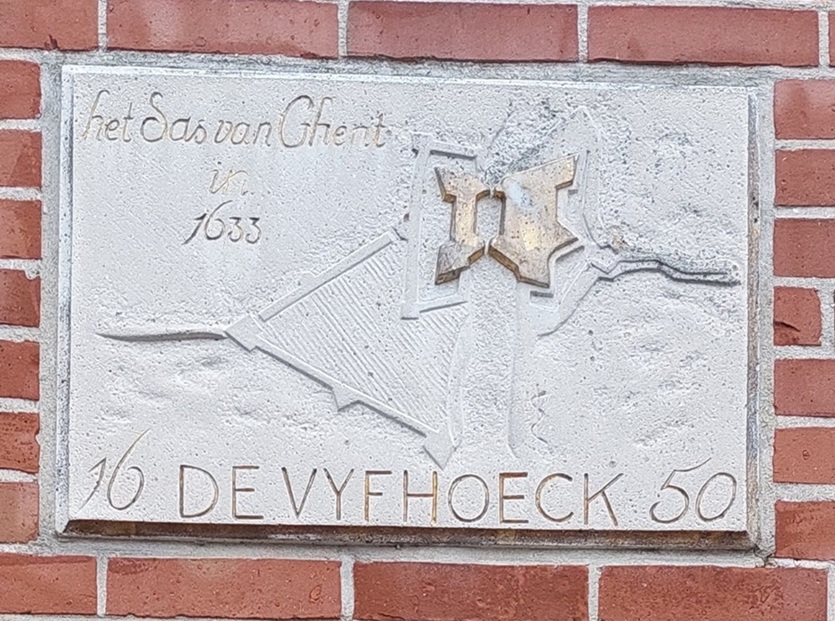 het Sas van Ghent
in
1633
16 DE VYFHOECK 50